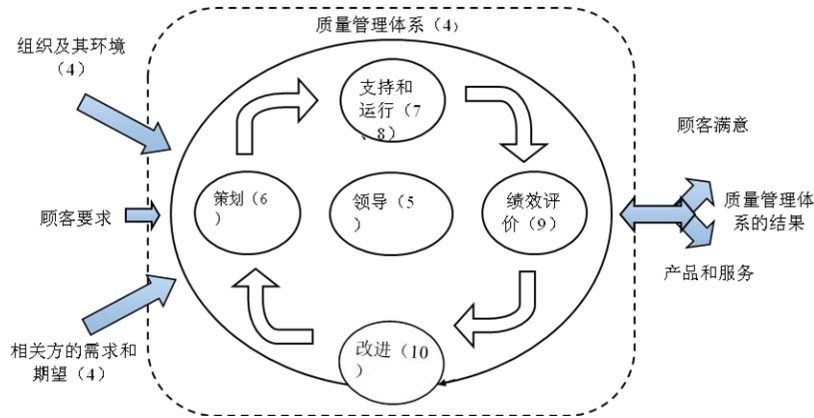 质量管理体系（4）
组织及其环境
（4）
支持和
运行（7
、8）
顾客满意
策划（6
）
领导（5
）
绩效评
价（9）
顾客要求
质量管理体
系的结果
产品和服务
相关方的需求和
期望（4）
改进（10
）